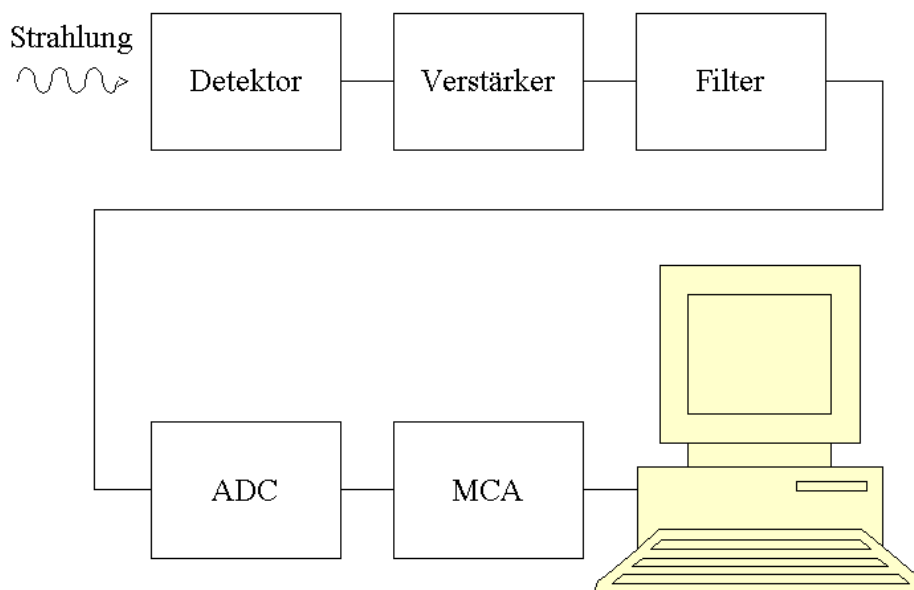 Strahlung
Detektor
Verstärker
Filter
ADC
MCA